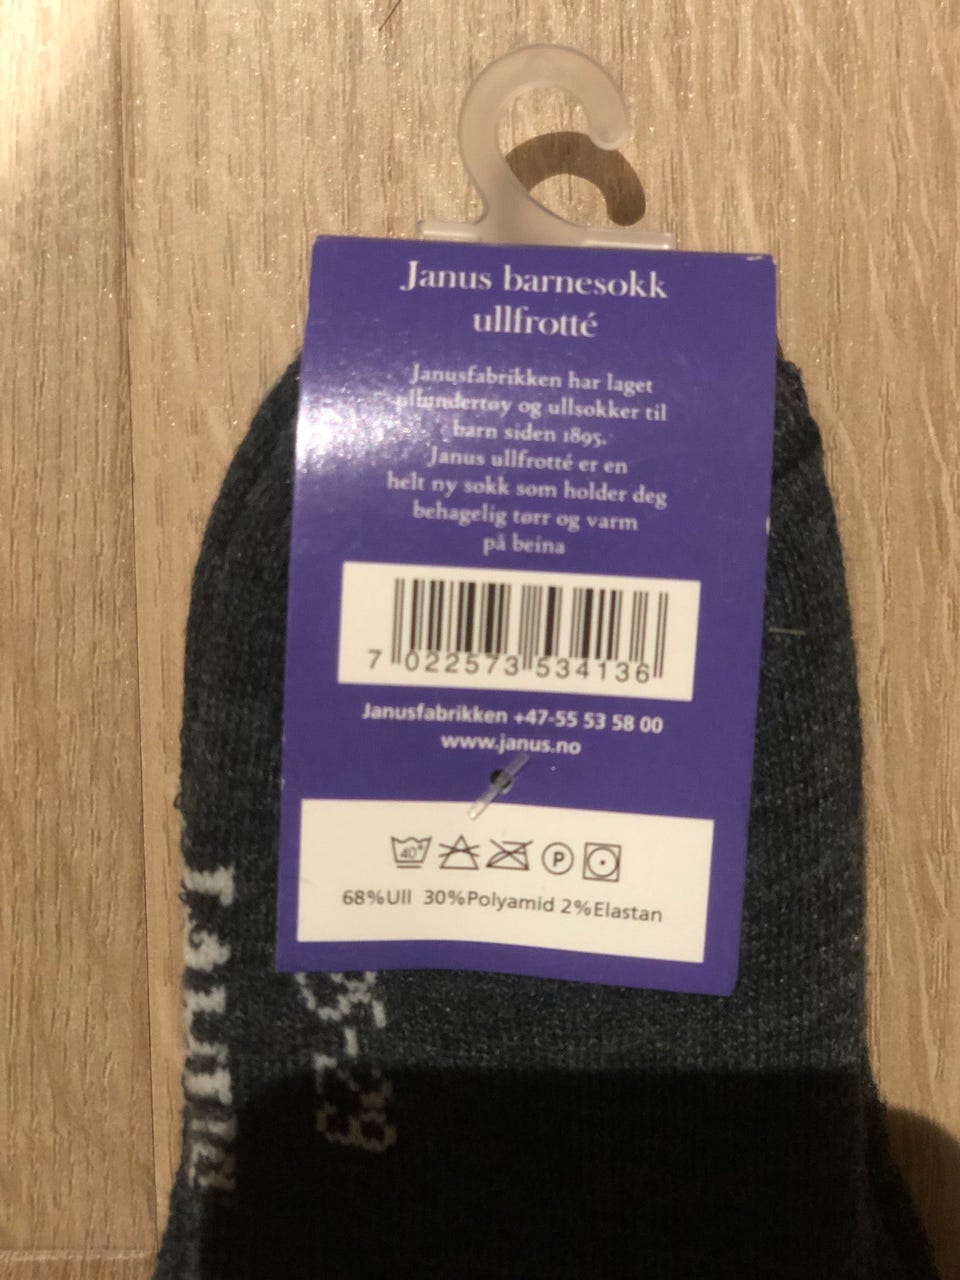 Janus barnesokk
ullfrotté
Janusfabrikken har laget
ullundertøy og ullsokker til
barn siden 1895.
Janus ullfrotté er en
helt ny sokk som holder deg
behagelig tørr og varm
på beina
7 022573 534136
Janusfabrikken +47-55 53 58 00
www.janus.no
40°
P
68%Ull 30%Polyamid 2%Elastan
Janus